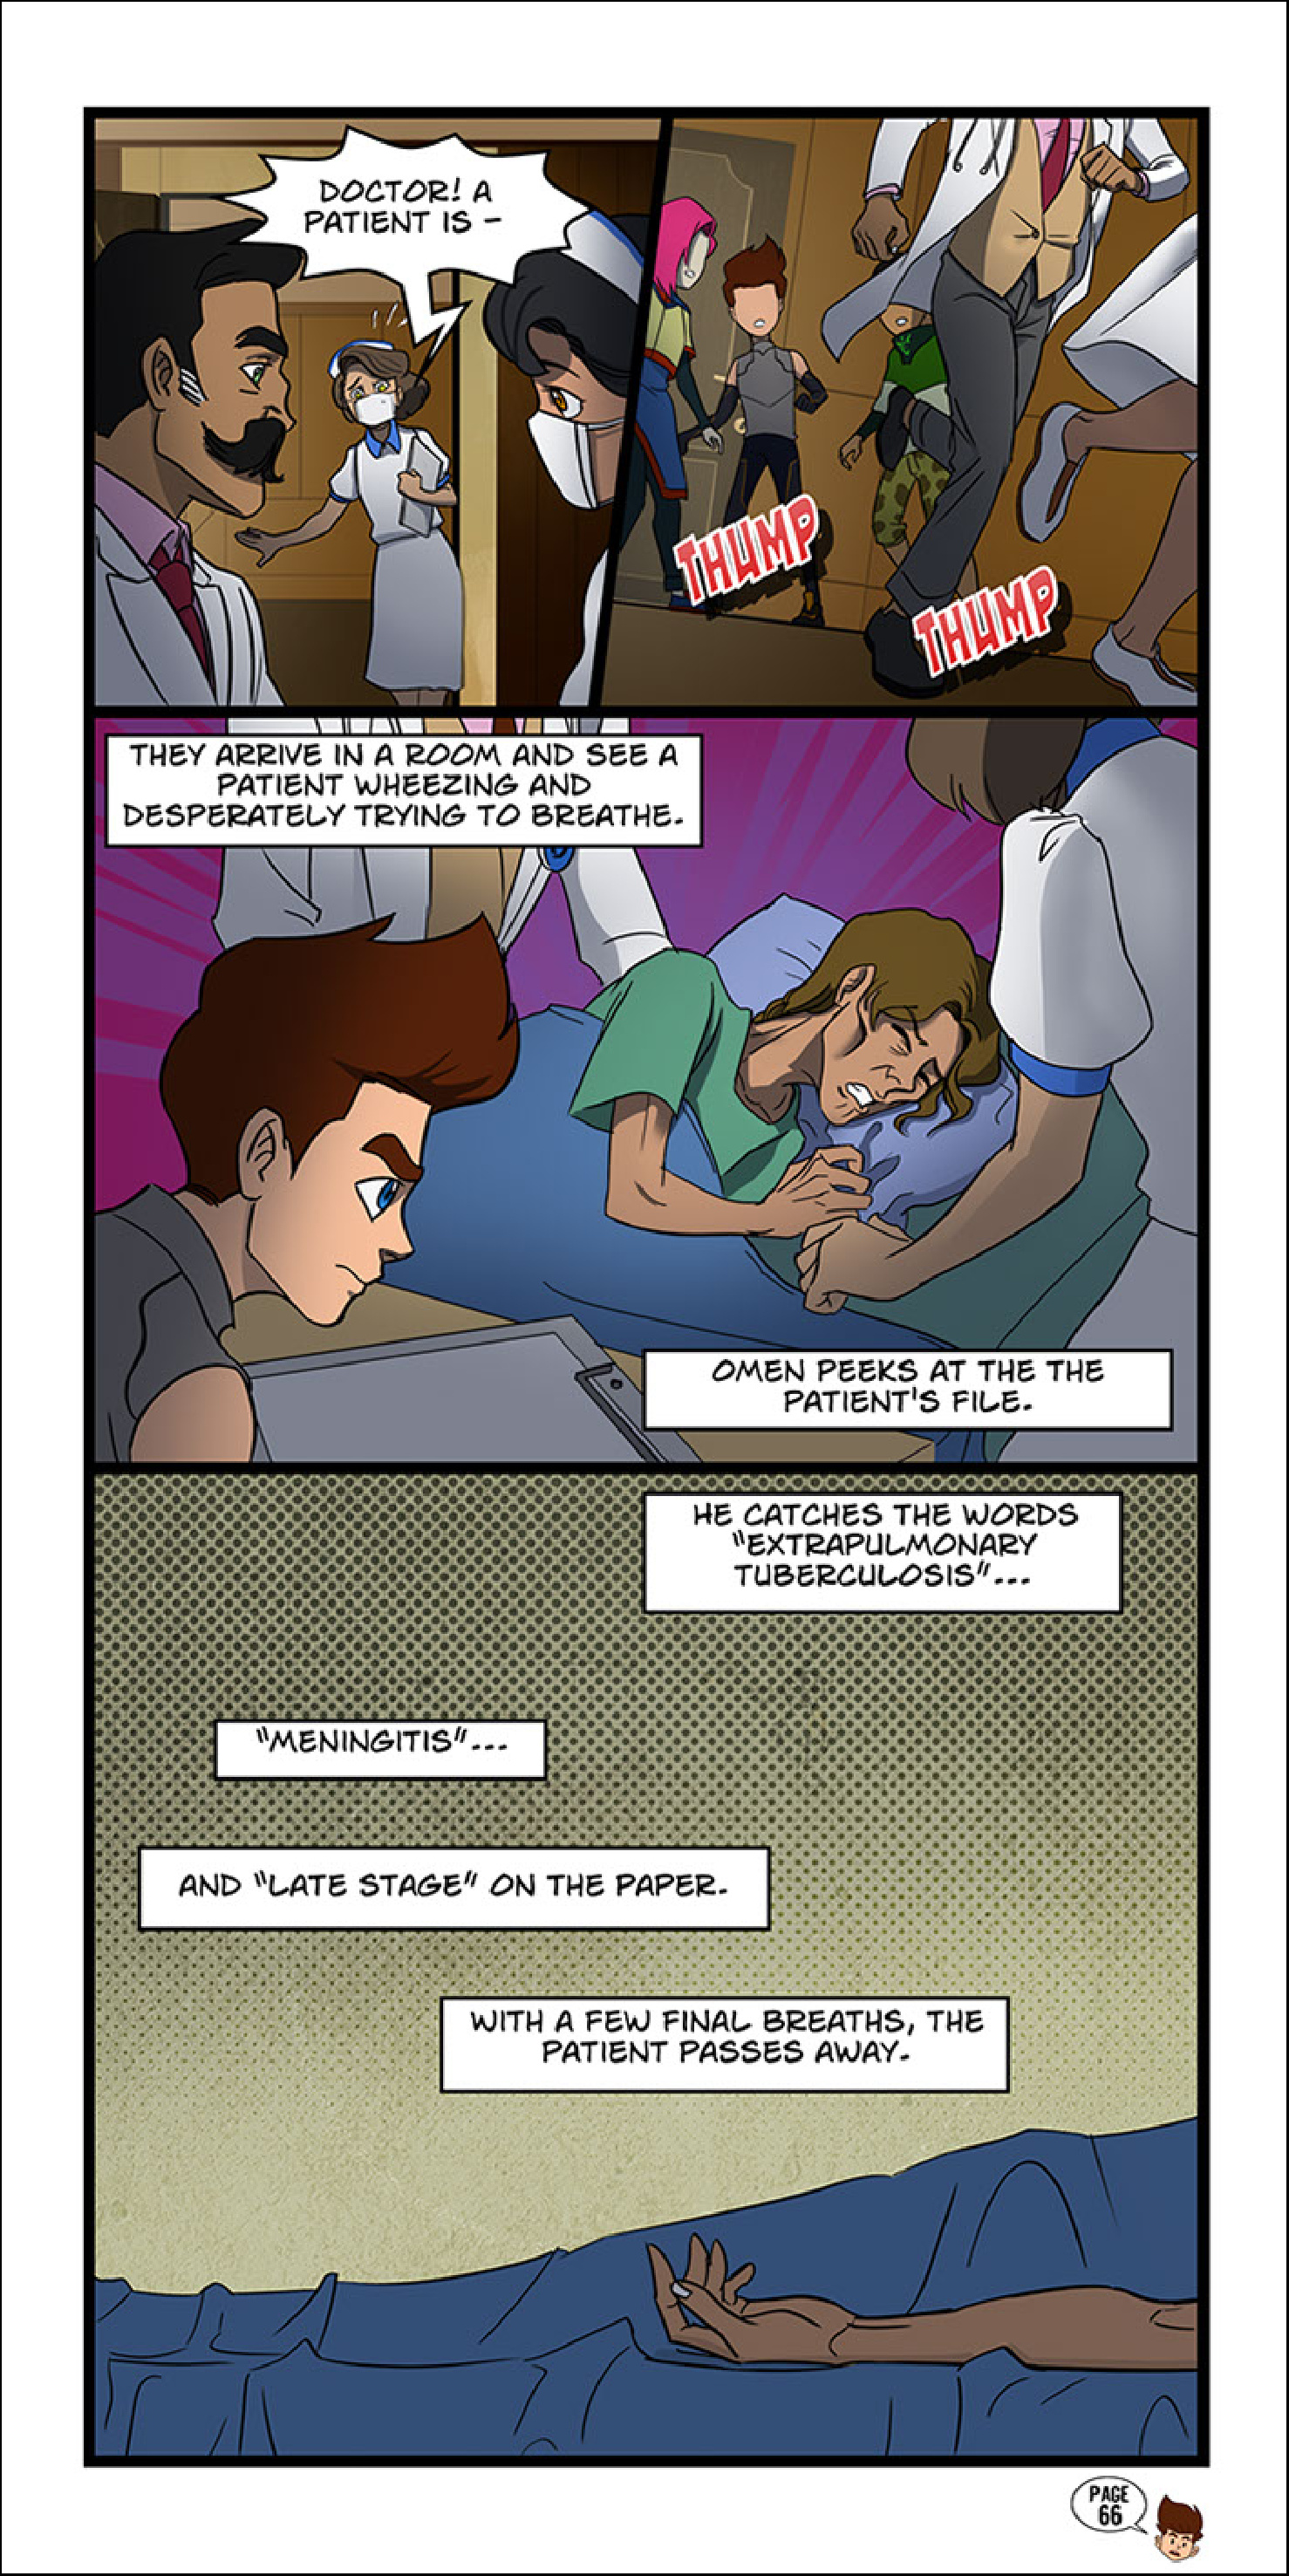 DOCTOR! A
PATIENT IS -
THUMP
THUMP
THEY ARRIVE IN A ROOM AND SEE A
PATIENT WHEEZING AND
DESPERATELY TRYING TO BREATHE.
OMEN PEEKS AT THE THE
PATIENT'S FILE.
HE CATCHES THE WORDS
"EXTRAPULMONARY
TUBERCULOSIS"...
"MENINGITIS"...
AND "LATE STAGE" ON THE PAPER.
WITH A FEW FINAL BREATHS, THE
PATIENT PASSES AWAY.
PAGE
66